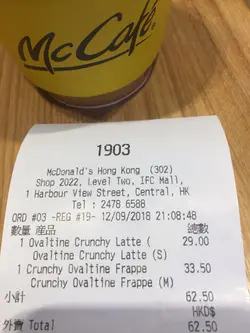 McCafé
1903
McDonald's Hong Kong (302)
Shop 2022, Level Two, IFC Mall,
1 Harbour View Street, Central, HK
Tel : 2478 6588
ORD #03 -REG #19- 12/09/2018 21:08:48
數量 產品 總數
1 Ovaltine Crunchy Latte ( 29.00
Ovaltine Crunchy Latte (S)
1 Crunchy Ovaltine Frappe 33.50
Crunchy Ovaltine Frappe (M)
小計 62.50
HKD$
外賣 Total 62.50